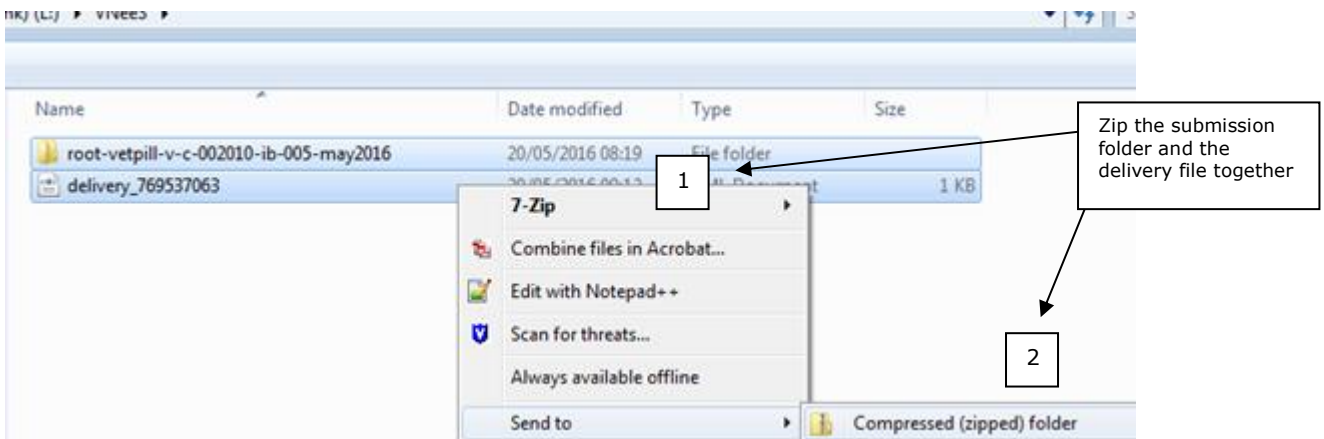 (L:) ▸ VNeeS ▸
Name Date modified Type Size
root-vetpill-v-c-002010-ib-005-may2016 20/05/2016 08:19 File folder
delivery_769537063 1 KB
1
Zip the submission
folder and the
delivery file together
7-Zip
Combine files in Acrobat...
Edit with Notepad++
Scan for threats...
Always available offline
2
Send to
Compressed (zipped) folder